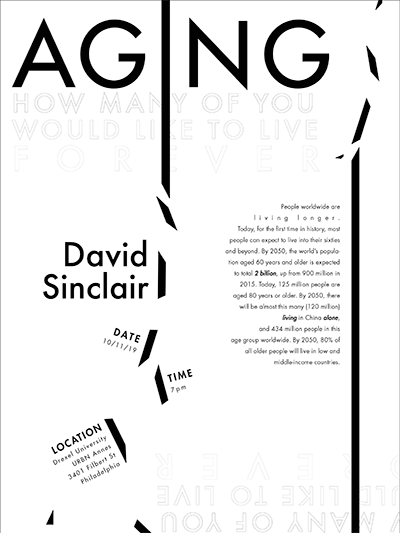 AGING
HOW MANY OF YOU
WOULD LIKE TO LIVE
FOREVER
People worldwide are
living longer.
Today, for the first time in history, most
people can expect to live into their sixties
and beyond. By 2050, the world's popula-
tion aged 60 years and older is expected
to total 2 billion, up from 900 million in
2015. Today, 125 million people are
aged 80 years or older. By 2050, there
will be almost this many (120 million)
living in China alone,
and 434 million people in this
age group worldwide. By 2050, 80% of
all older people will live in low and
middle-income countries.
David
Sinclair
DATE
10/11/19
TIME
7pm
LOCATION
Drexel University
URBN Annex
3401 Filbert St
Philadelphia
REVER
ULD LIKE TO LIVE
W MANY OF YOU